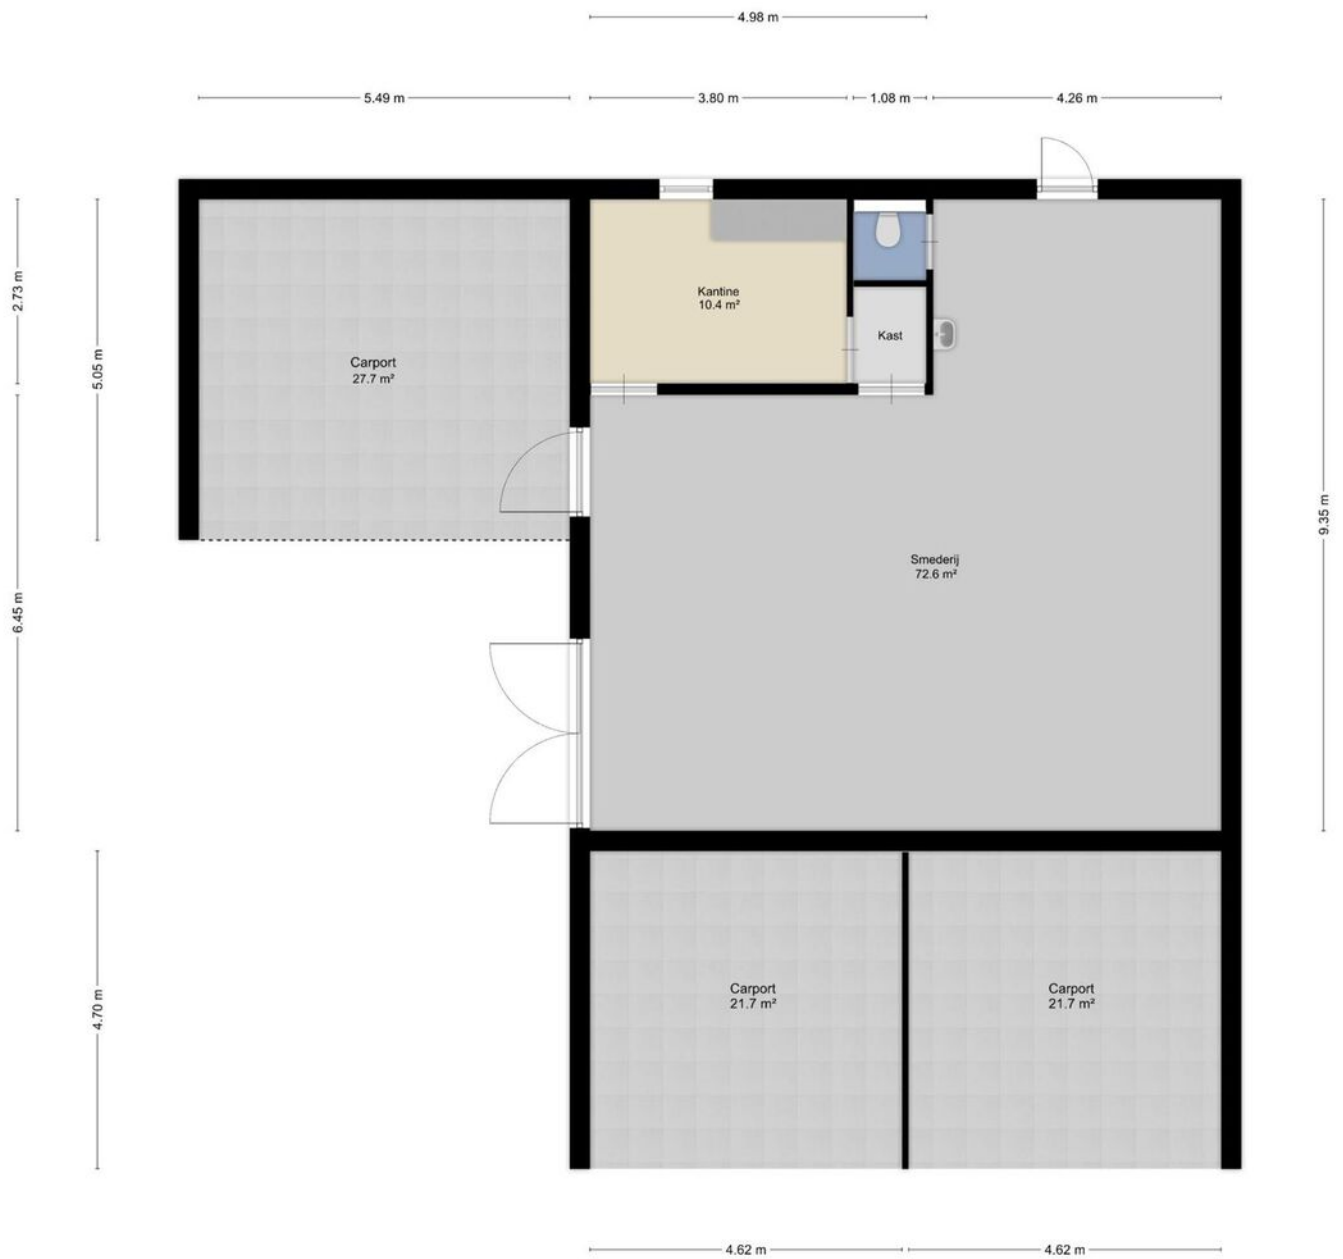 4.98 m
5.49 m
3.80 m
1.08 m
4.26 m
2.73 m
5.05 m
6.45 m
4.70 m
9.35 m
Carport
27.7 m²
Kantine
10.4 m²
Kast
Smederij
72.6 m²
Carport
21.7 m²
Carport
21.7 m²
4.62 m
4.62 m